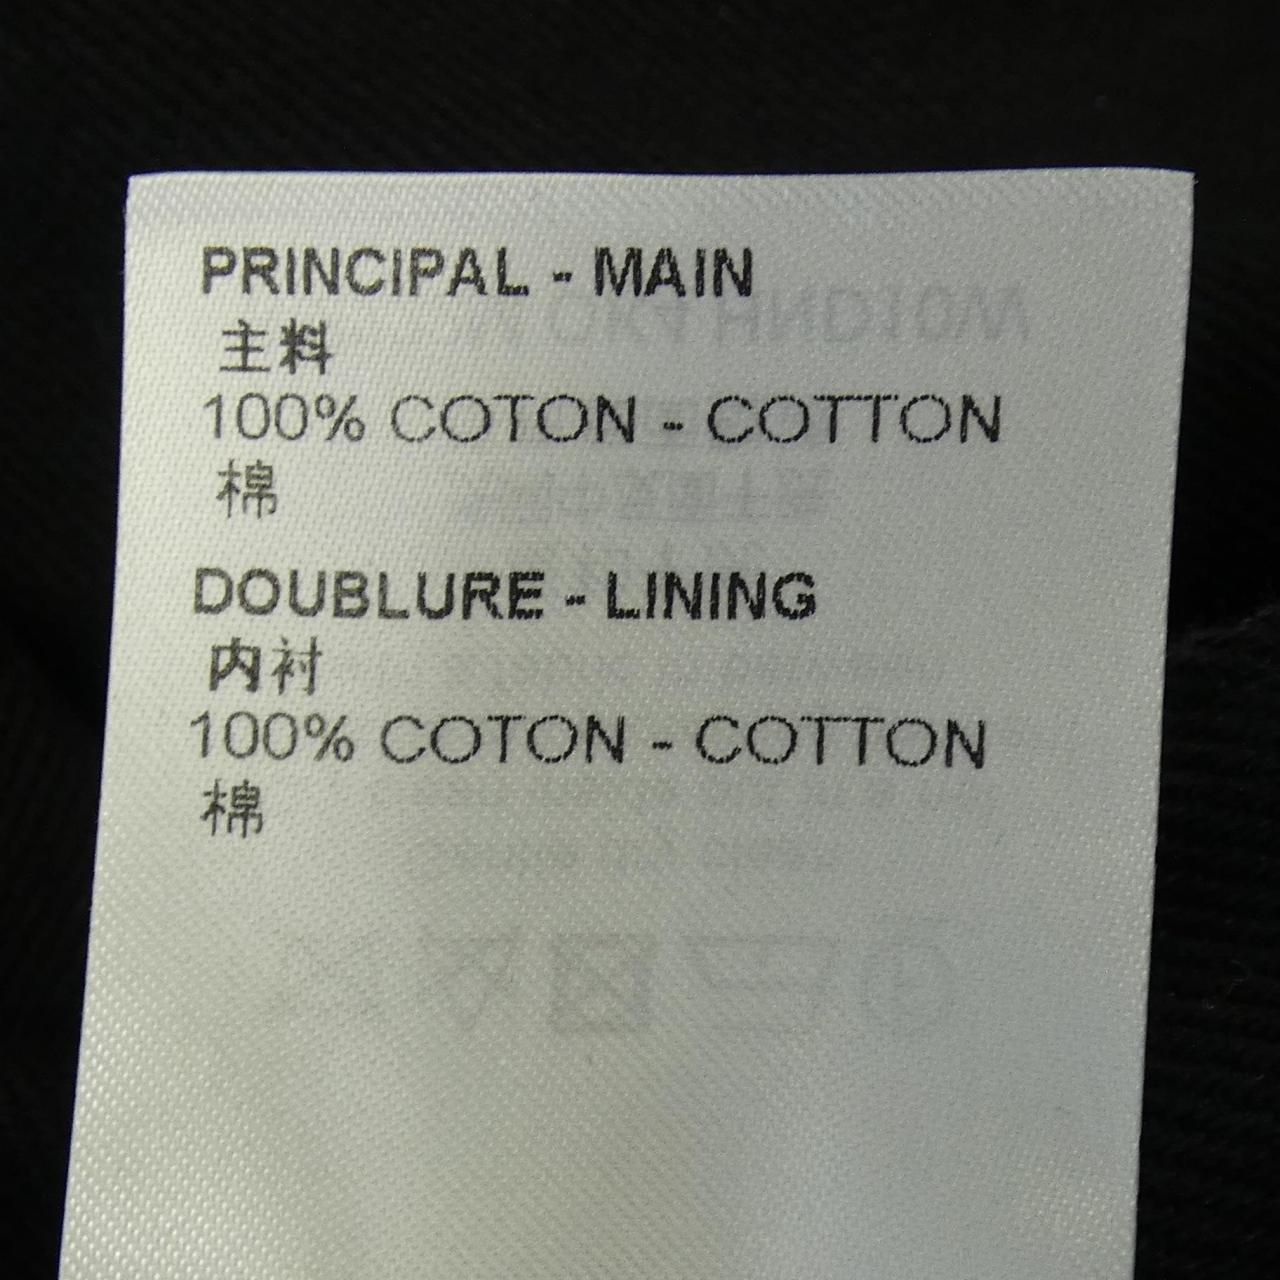 PRINCIPAL - MAIN
主料
100% COTON - COTTON
棉
DOUBLURE - LINING
内衬
100% COTON - COTTON
棉